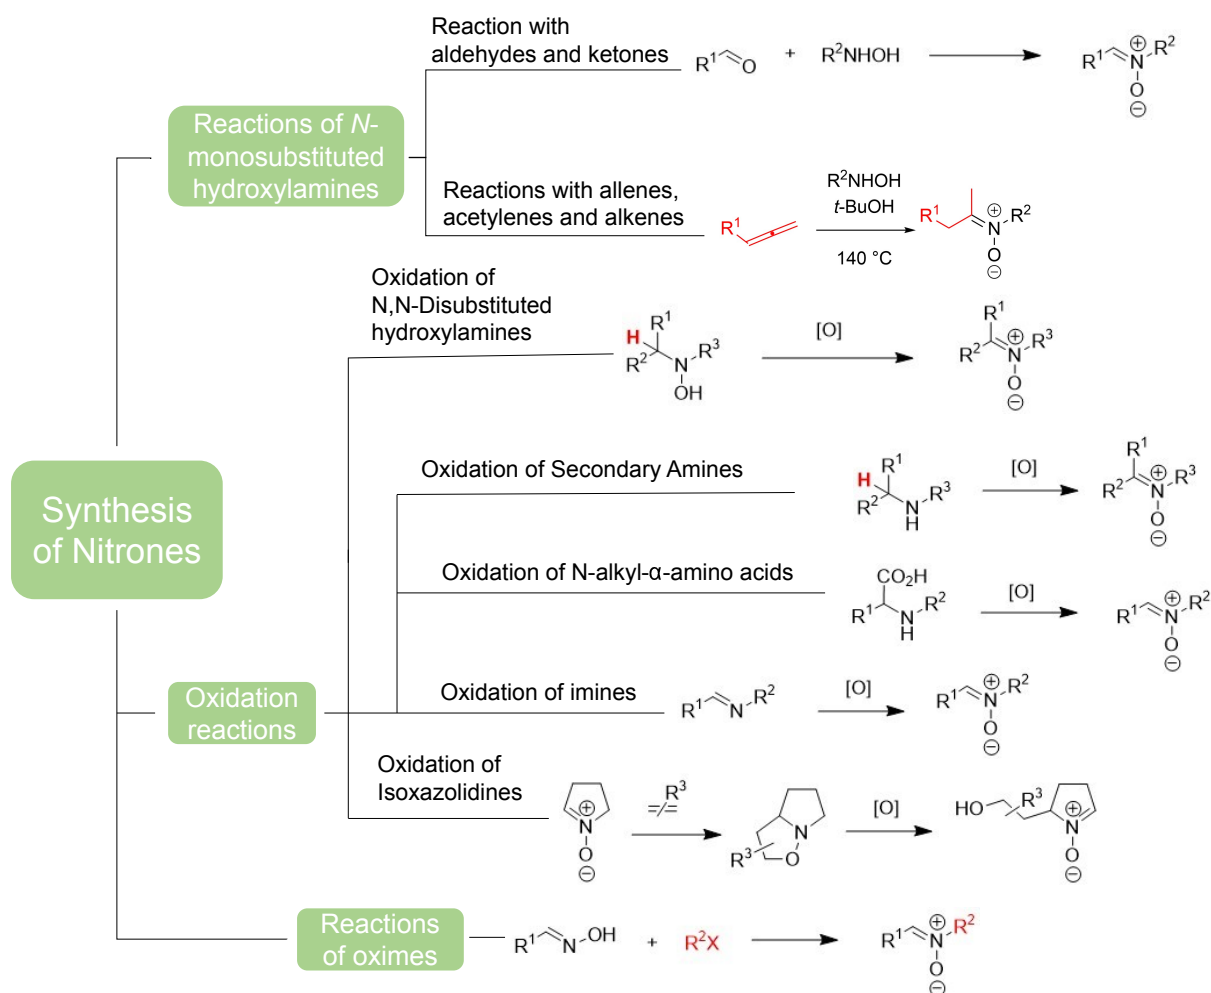 Reaction with
aldehydes and ketones
R¹ O + R²NHOH
R¹ N R² O ⊕ ⊖
Reactions of N-
monosubstituted
hydroxylamines
Reactions with allenes,
acetylenes and alkenes
R¹
R²NHOH
t-BuOH
140 °C
R¹ N R² O ⊕ ⊖
Oxidation of
N,N-Disubstituted
hydroxylamines
H R¹ R² N R³ OH
[O]
R¹ R² N R³ O ⊕ ⊖
Synthesis
of Nitrones
Oxidation of Secondary Amines
H R¹ R² N H R³
[O]
R¹ R² N R³ O ⊕ ⊖
Oxidation of N-alkyl-α-amino acids
CO₂H R¹ N H R²
[O]
R¹ N R² O ⊕ ⊖
Oxidation
reactions
Oxidation of imines
R¹ N R²
[O]
R¹ N R² O ⊕ ⊖
Oxidation of
Isoxazolidines
N O ⊕ ⊖
R³
R³ N O
[O]
HO R³ N O ⊕ ⊖
Reactions
of oximes
R¹ N OH + R²X
R¹ N R² O ⊕ ⊖